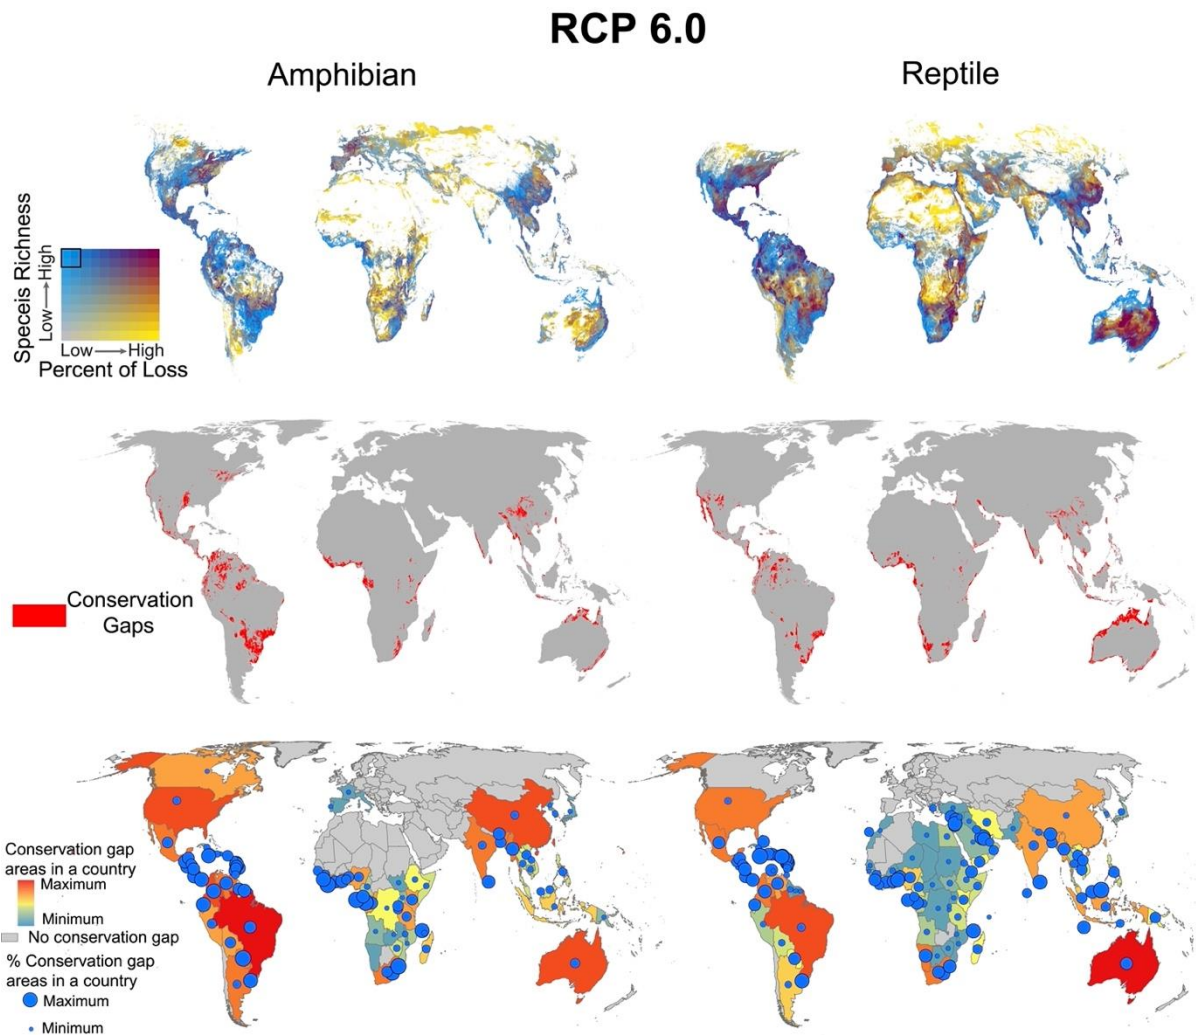 RCP 6.0
Amphibian
Reptile
Speceis Richness
Low → High
Low → High
Percent of Loss
Conservation
Gaps
Conservation gap
areas in a country
Maximum
Minimum
No conservation gap
% Conservation gap
areas in a country
Maximum
Minimum